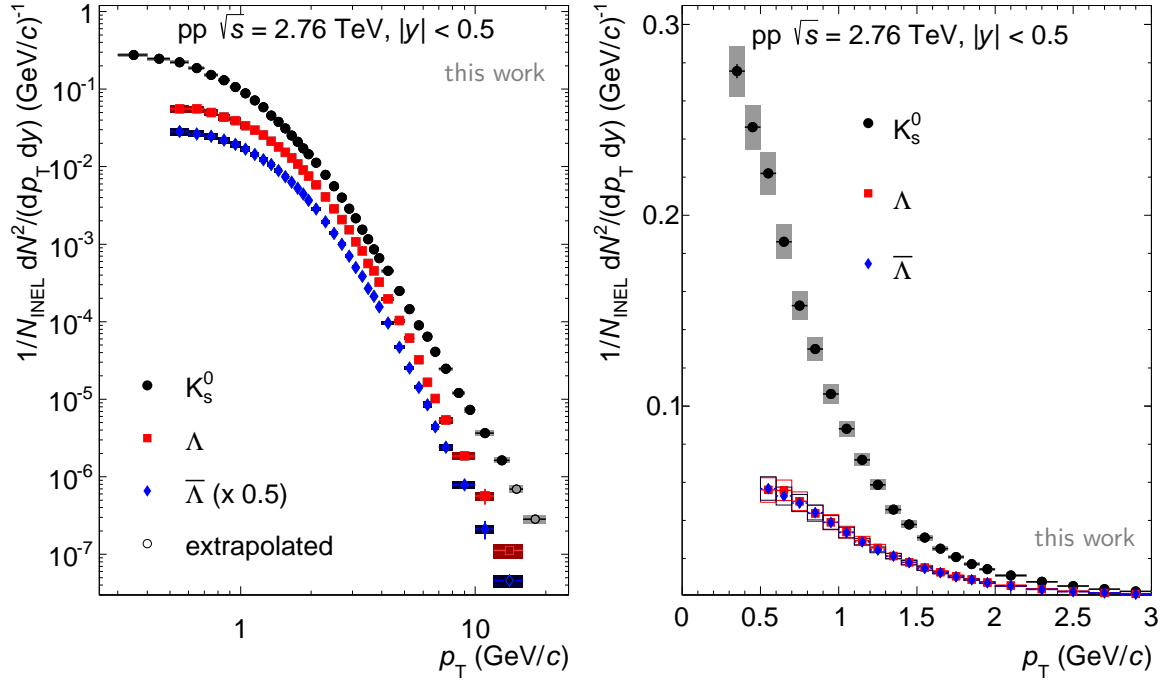 pp √s = 2.76 TeV, |y| < 0.5
this work
1/N_INEL dN²/(dp_T dy) (GeV/c)⁻¹
1
10⁻¹
10⁻²
10⁻³
10⁻⁴
10⁻⁵
10⁻⁶
10⁻⁷
K⁰_s
Λ
Λ̅ (x 0.5)
extrapolated
1
10
p_T (GeV/c)
pp √s = 2.76 TeV, |y| < 0.5
1/N_INEL dN²/(dp_T dy) (GeV/c)⁻¹
0.3
0.2
0.1
K⁰_s
Λ
Λ̅
this work
0
0.5
1
1.5
2
2.5
3
p_T (GeV/c)